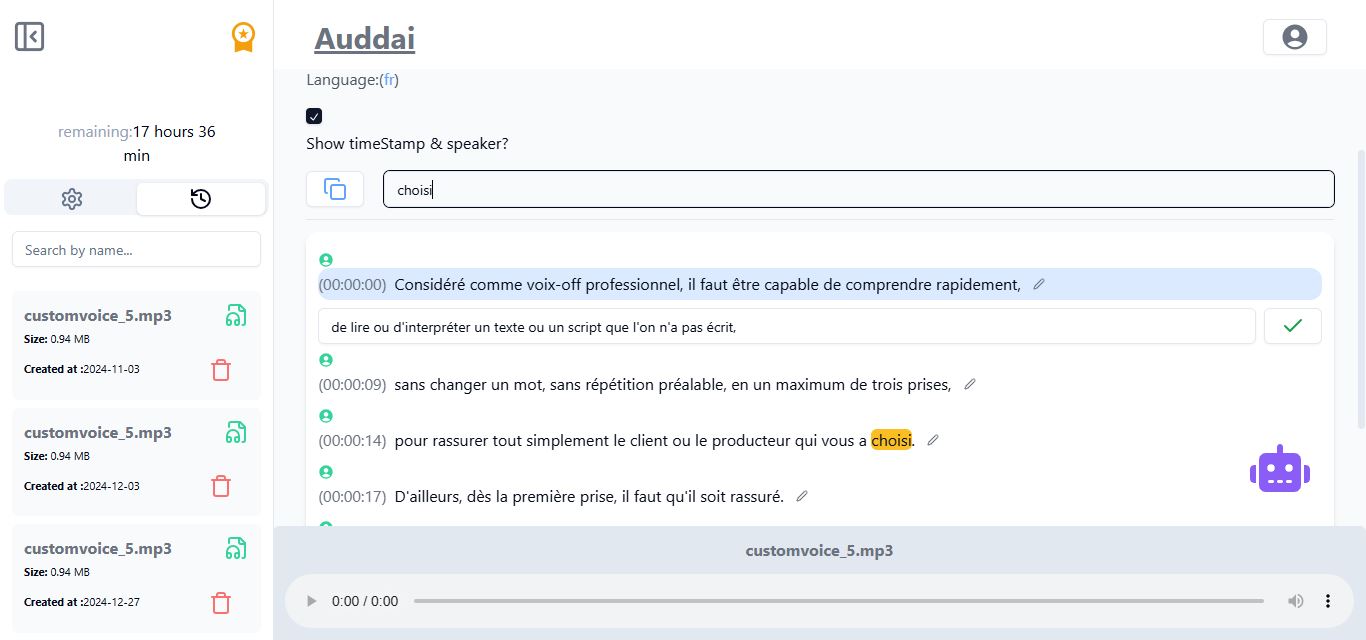 Auddai
remaining:17 hours 36
min
Search by name...
customvoice_5.mp3
Size: 0.94 MB
Created at :2024-11-03
customvoice_5.mp3
Size: 0.94 MB
Created at :2024-12-03
customvoice_5.mp3
Size: 0.94 MB
Created at :2024-12-27
Language:(fr)
Show timeStamp & speaker?
choisi
(00:00:00) Considéré comme voix-off professionnel, il faut être capable de comprendre rapidement,
de lire ou d'interpréter un texte ou un script que l'on n'a pas écrit,
(00:00:09) sans changer un mot, sans répétition préalable, en un maximum de trois prises,
(00:00:14) pour rassurer tout simplement le client ou le producteur qui vous a choisi.
(00:00:17) D'ailleurs, dès la première prise, il faut qu'il soit rassuré.
customvoice_5.mp3
0:00 / 0:00